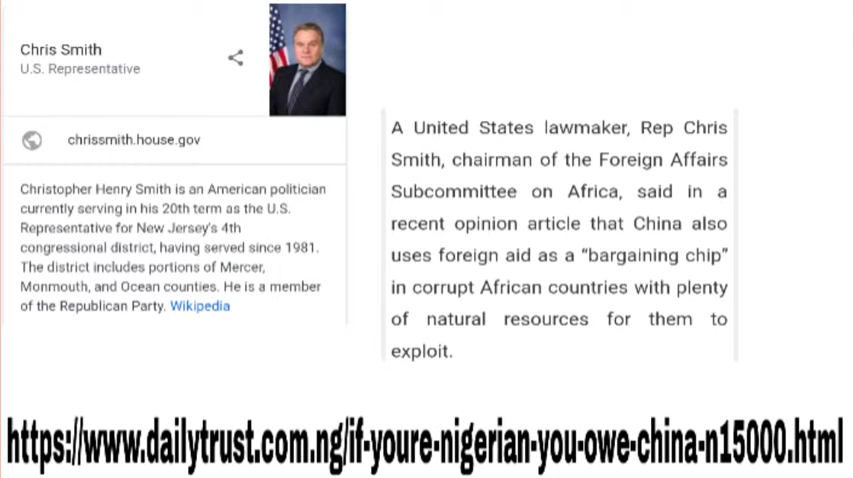 Chris Smith
U.S. Representative
chrissmith.house.gov
Christopher Henry Smith is an American politician
currently serving in his 20th term as the U.S.
Representative for New Jersey's 4th
congressional district, having served since 1981.
The district includes portions of Mercer,
Monmouth, and Ocean counties. He is a member
of the Republican Party. Wikipedia
A United States lawmaker, Rep Chris
Smith, chairman of the Foreign Affairs
Subcommittee on Africa, said in a
recent opinion article that China also
uses foreign aid as a “bargaining chip”
in corrupt African countries with plenty
of natural resources for them to
exploit.
https://www.dailytrust.com.ng/if-youre-nigerian-you-owe-china-n15000.html